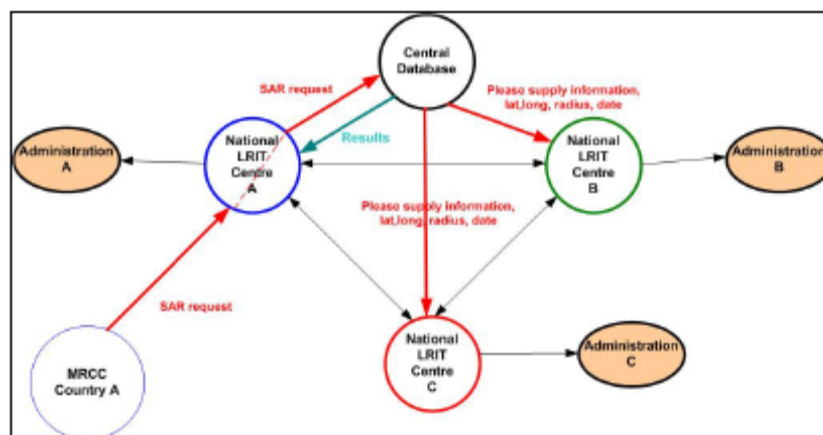 Central
Database
SAR request
Please supply information,
lat,long, radius, date
Results
Administration
A
National
LRIT
Centre
A
National
LRIT
Centre
B
Administration
B
Please supply information,
lat,long, radius, date
SAR request
National
LRIT
Centre
C
Administration
C
MRCC
Country A